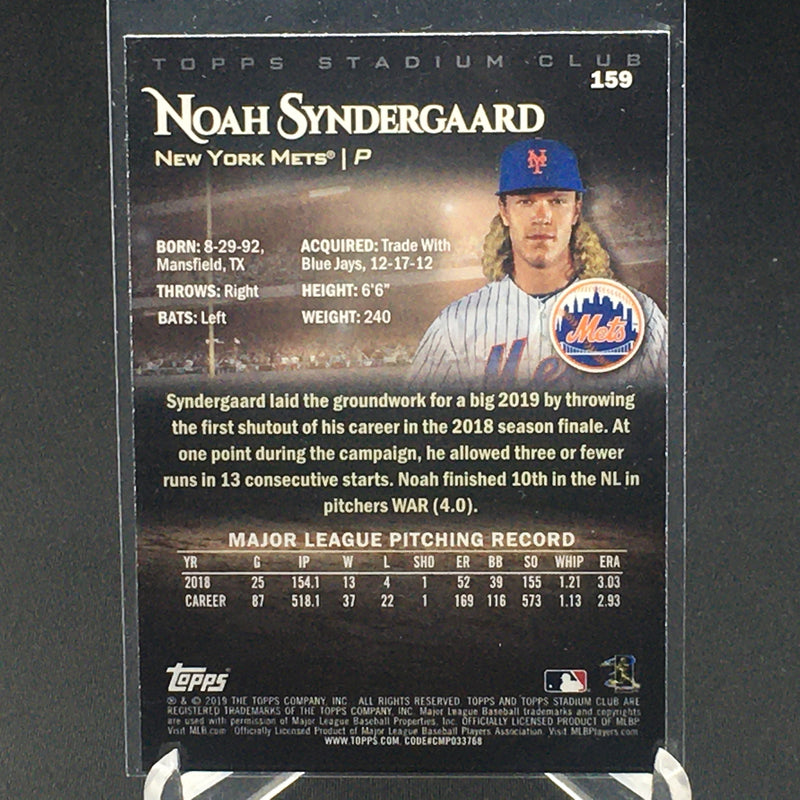 TOPPS STADIUM CLUB
159
NOAH SYNDERGAARD
NEW YORK METS® | P
NY
BORN: 8-29-92, Mansfield, TX
ACQUIRED: Trade With Blue Jays, 12-17-12
THROWS: Right
HEIGHT: 6'6"
BATS: Left
WEIGHT: 240
Mets
Me
Syndergaard laid the groundwork for a big 2019 by throwing
the first shutout of his career in the 2018 season finale. At
one point during the campaign, he allowed three or fewer
runs in 13 consecutive starts. Noah finished 10th in the NL in
pitchers WAR (4.0).
MAJOR LEAGUE PITCHING RECORD
YR G IP W L SHO ER BB SO WHIP ERA
2018 25 154.1 13 4 1 52 39 155 1.21 3.03
CAREER 87 518.1 37 22 1 169 116 573 1.13 2.93
TOPPS
® & © 2019 THE TOPPS COMPANY, INC. ALL RIGHTS RESERVED. TOPPS AND TOPPS STADIUM CLUB ARE
REGISTERED TRADEMARKS OF THE TOPPS COMPANY, INC. Major League Baseball trademarks and copyrights
are used with permission of Major League Baseball Properties, Inc. OFFICIALLY LICENSED PRODUCT OF MLBP
Visit MLB.com Officially Licensed Product of Major League Baseball Players Association. Visit MLBPlayers.com
WWW.TOPPS.COM. CODE#CMP033768